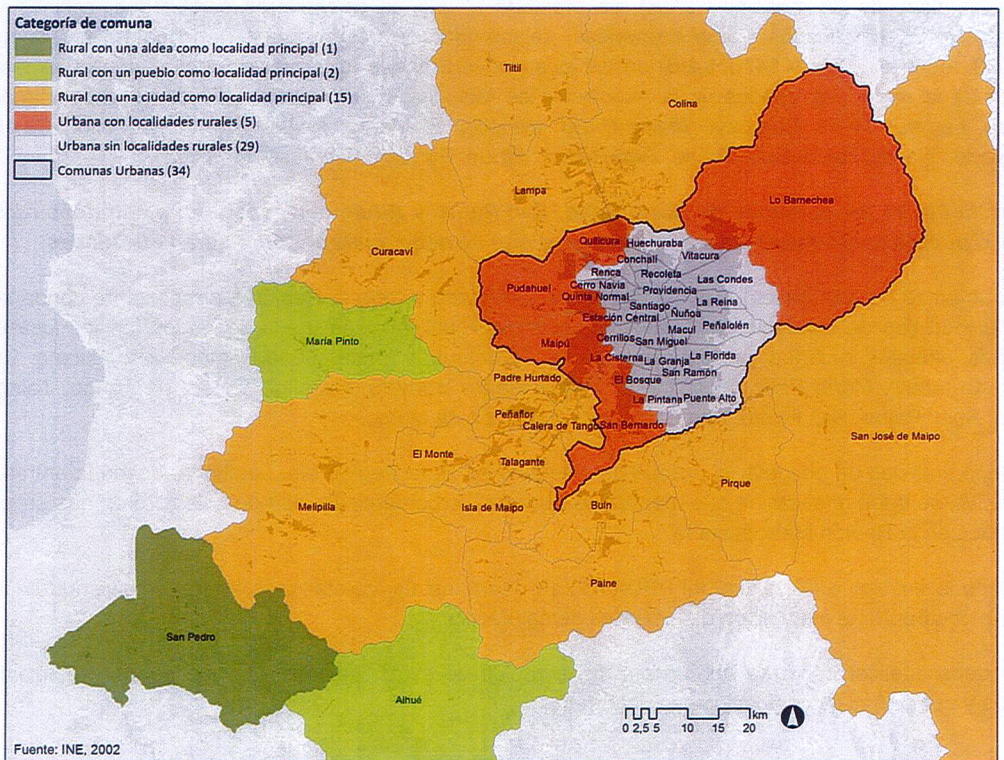 Categoría de comuna
Rural con una aldea como localidad principal (1)
Rural con un pueblo como localidad principal (2)
Rural con una ciudad como localidad principal (15)
Urbana con localidades rurales (5)
Urbana sin localidades rurales (29)
Comunas Urbanas (34)
Tiltil
Colina
Lampa
Lo Barnechea
Curacaví
Quilicura
Huechuraba
Conchalí
Vitacura
Renca
Recoleta
Las Condes
Pudahuel
Cerro Navia
Providencia
Quinta Normal
Santiago
La Reina
Estación Central
Ñuñoa
Macul
Peñalolén
María Pinto
Maipú
Cerrillos
San Miguel
La Cisterna
La Granja
La Florida
San Ramón
Padre Hurtado
El Bosque
La Pintana
Puente Alto
Peñaflor
Calera de Tango
San Bernardo
San José de Maipo
El Monte
Talagante
Pirque
Melipilla
Isla de Maipo
Buin
Paine
San Pedro
Alhué
0 2,5 5 10 15 20 km
Fuente: INE, 2002